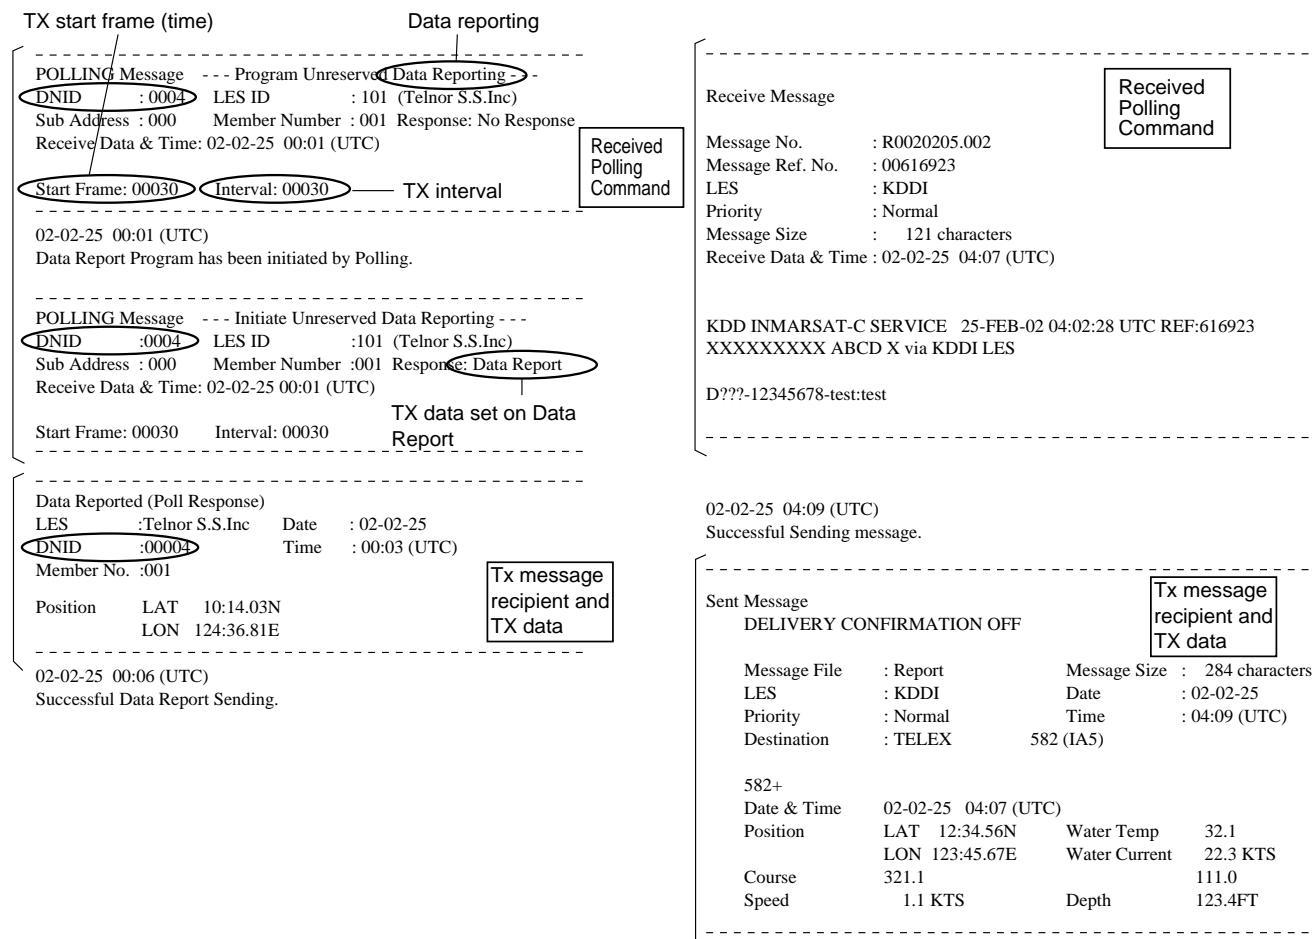 TX start frame (time)
Data reporting
POLLING Message - - - Program Unreserved Data Reporting - - -
DNID : 0004 LES ID : 101 (Telnor S.S.Inc)
Sub Address : 000 Member Number : 001 Response: No Response
Receive Data & Time: 02-02-25 00:01 (UTC)
Received
Polling
Command
Start Frame: 00030 Interval: 00030
TX interval
02-02-25 00:01 (UTC)
Data Report Program has been initiated by Polling.
POLLING Message - - - Initiate Unreserved Data Reporting - - -
DNID :0004 LES ID :101 (Telnor S.S.Inc)
Sub Address : 000 Member Number :001 Response: Data Report
Receive Data & Time: 02-02-25 00:01 (UTC)
TX data set on Data
Report
Start Frame: 00030 Interval: 00030
Data Reported (Poll Response)
LES :Telnor S.S.Inc Date : 02-02-25
DNID :00004 Time : 00:03 (UTC)
Member No. :001
Position LAT 10:14.03N
LON 124:36.81E
Tx message
recipient and
TX data
02-02-25 00:06 (UTC)
Successful Data Report Sending.
Receive Message
Received
Polling
Command
Message No. : R0020205.002
Message Ref. No. : 00616923
LES : KDDI
Priority : Normal
Message Size : 121 characters
Receive Data & Time : 02-02-25 04:07 (UTC)
KDD INMARSAT-C SERVICE 25-FEB-02 04:02:28 UTC REF:616923
XXXXXXXXX ABCD X via KDDI LES
D???-12345678-test:test
02-02-25 04:09 (UTC)
Successful Sending message.
Sent Message
DELIVERY CONFIRMATION OFF
Tx message
recipient and
TX data
Message File : Report Message Size : 284 characters
LES : KDDI Date : 02-02-25
Priority : Normal Time : 04:09 (UTC)
Destination : TELEX 582 (IA5)
582+
Date & Time 02-02-25 04:07 (UTC)
Position LAT 12:34.56N Water Temp 32.1
LON 123:45.67E Water Current 22.3 KTS
Course 321.1 111.0
Speed 1.1 KTS Depth 123.4FT